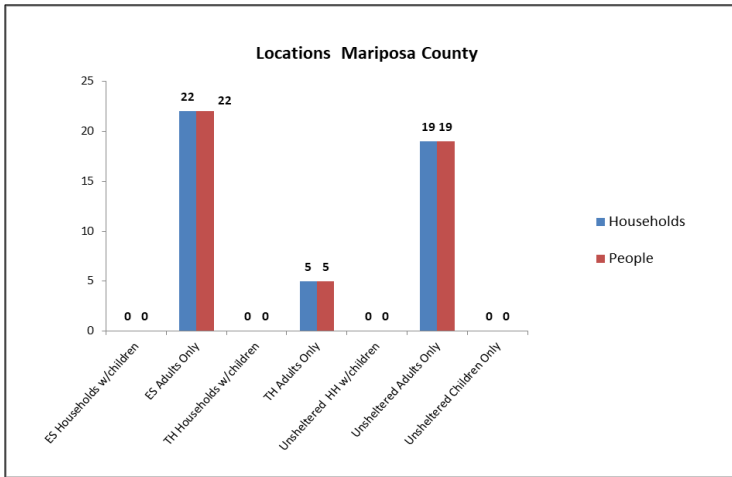 Locations Mariposa County
25
20
15
10
5
0
0 0
22 22
0 0
5 5
0 0
19 19
0 0
ES Households w/children
ES Adults Only
TH Households w/children
TH Adults Only
Unsheltered HH w/children
Unsheltered Adults Only
Unsheltered Children Only
Households
People